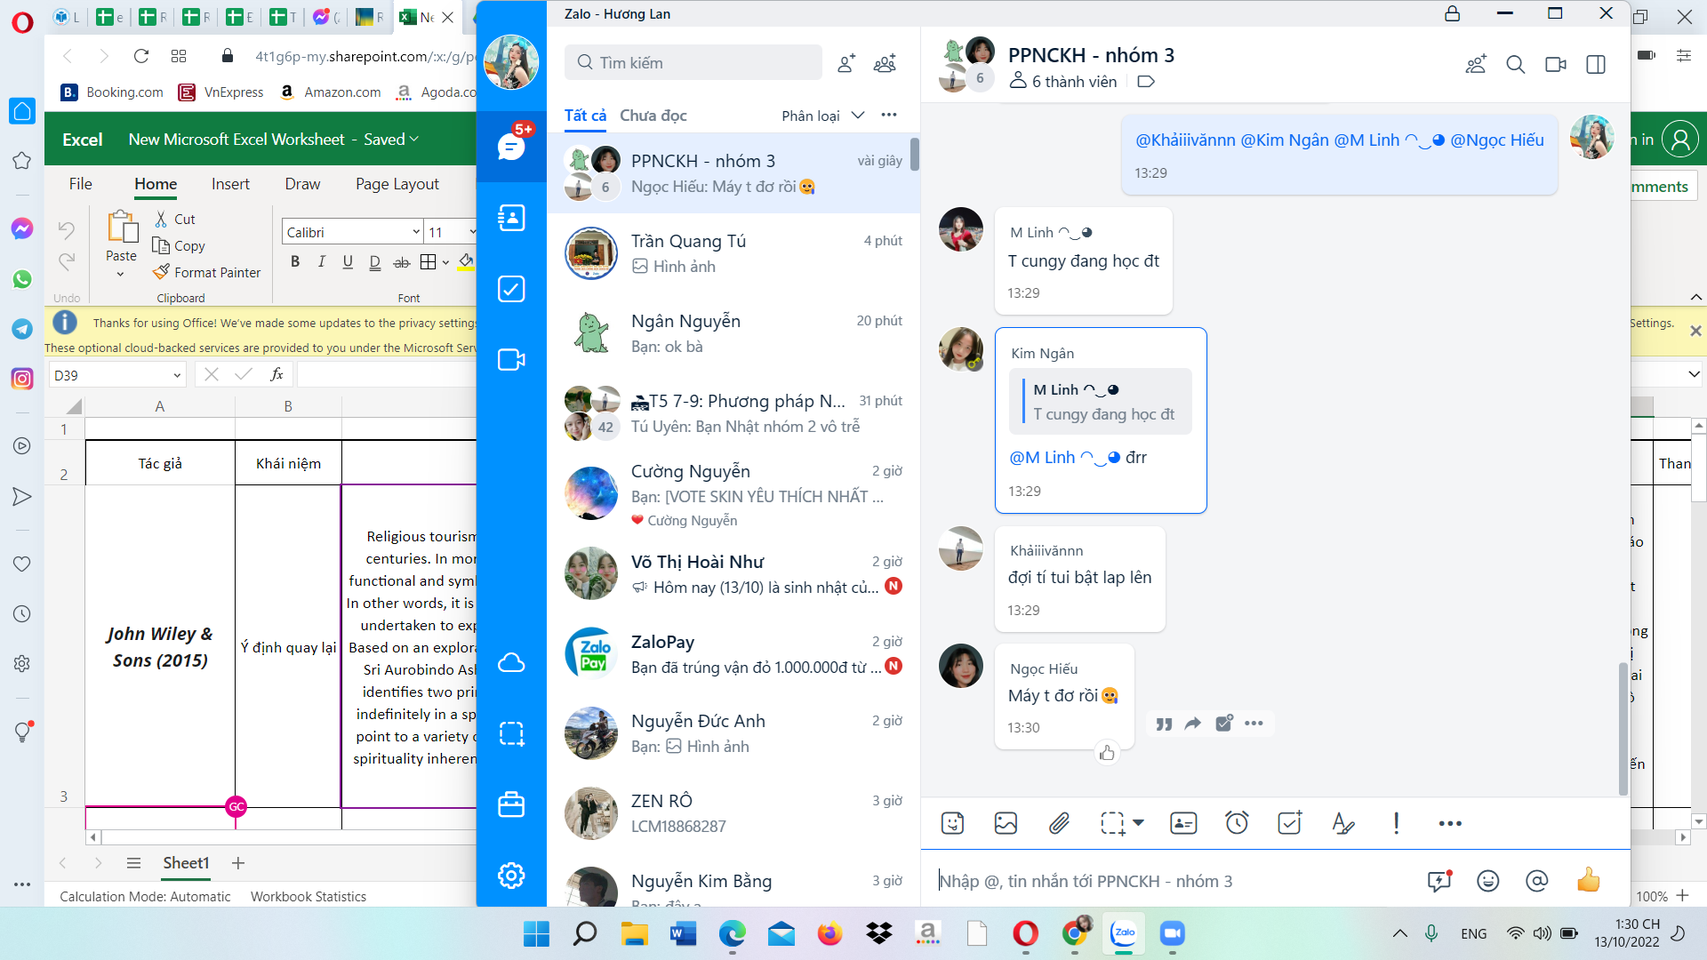 Zalo - Hương Lan
4t1g6p-my.sharepoint.com/:x:/g/pe
Booking.com
VnExpress
Amazon.com
Agoda.co
Excel
New Microsoft Excel Worksheet - Saved
n in
File
Home
Insert
Draw
Page Layout
mments
Paste
Cut
Copy
Format Painter
Calibri
11
B I U D ab
Undo
Clipboard
Font
Thanks for using Office! We've made some updates to the privacy settings
Settings.
These optional cloud-backed services are provided to you under the Microsoft Serv
D39
fx
A
B
1
2
3
Tác giả
Khái niệm
Than
John Wiley &
Sons (2015)
Ý định quay lại
Religious tourism
centuries. In mor
functional and symb
In other words, it is
undertaken to exp
Based on an explora
Sri Aurobindo Ash
identifies two prin
indefinitely in a sp
point to a variety o
spirituality inheren
GC
Sheet1
Calculation Mode: Automatic
Workbook Statistics
100%
5+
Tìm kiếm
Tất cả
Chưa đọc
Phân loại
PPNCKH - nhóm 3
vài giây
6
Ngọc Hiếu: Máy t đơ rồi
Trần Quang Tú
4 phút
Hình ảnh
Ngân Nguyễn
20 phút
Bạn: ok bà
T5 7-9: Phương pháp N...
31 phút
42
Tú Uyên: Bạn Nhật nhóm 2 vô trễ
Cường Nguyễn
2 giờ
Bạn: [VOTE SKIN YÊU THÍCH NHẤT ...
Cường Nguyễn
Võ Thị Hoài Như
2 giờ
Hôm nay (13/10) là sinh nhật củ...
N
ZaloPay
2 giờ
Zalo
Pay
Bạn đã trúng vận đỏ 1.000.000đ từ ...
N
Nguyễn Đức Anh
2 giờ
Bạn: Hình ảnh
ZEN RÔ
3 giờ
LCM18868287
Nguyễn Kim Bằng
3 giờ
Bạn: đây ạ
PPNCKH - nhóm 3
6
6 thành viên
@Khảiiivănnn @Kim Ngân @M Linh ◠‿◕ @Ngọc Hiếu
13:29
M Linh ◠‿◕
T cungy đang học đt
13:29
Kim Ngân
M Linh ◠‿◕
T cungy đang học đt
@M Linh ◠‿◕ đrr
13:29
Khảiiivănnn
đợi tí tui bật lap lên
13:29
Ngọc Hiếu
Máy t đơ rồi
13:30
Nhập @, tin nhắn tới PPNCKH - nhóm 3
Zalo
ENG
1:30 CH
13/10/2022